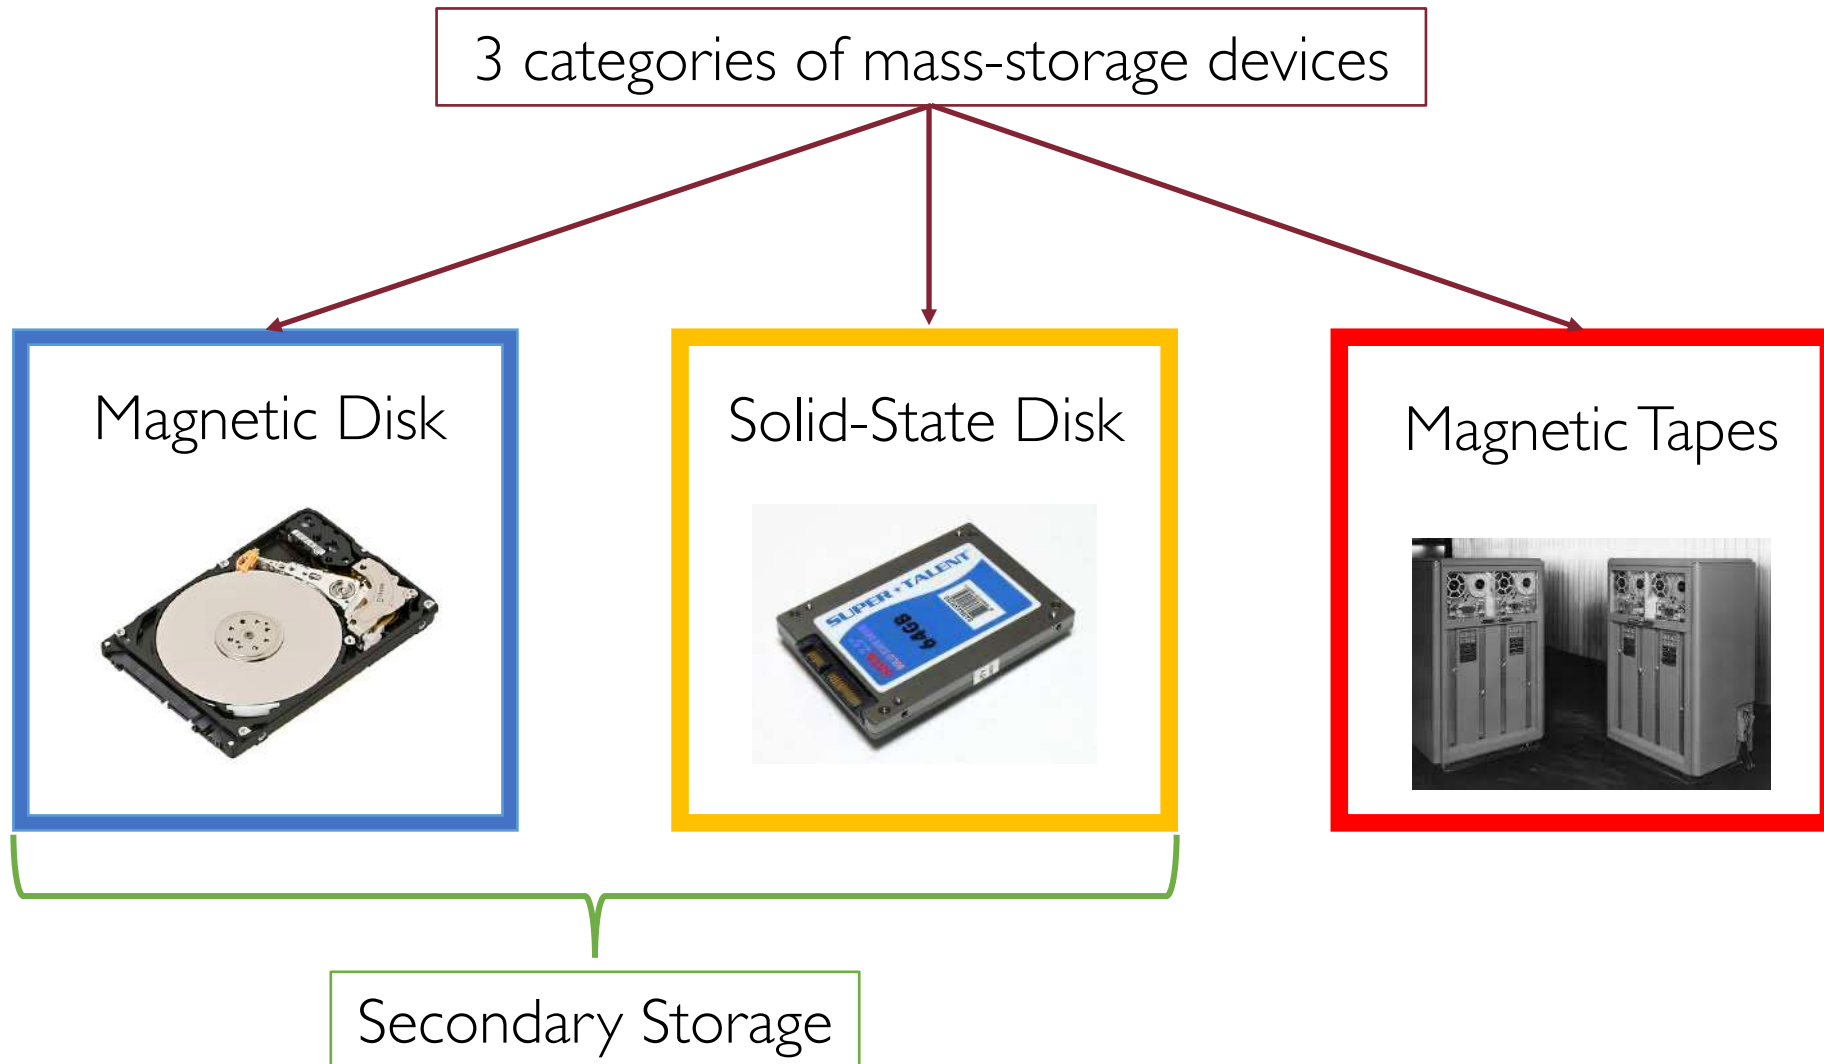 3 categories of mass-storage devices
Magnetic Disk
Solid-State Disk
Magnetic Tapes
SUPER TALENT
64GB
Secondary Storage